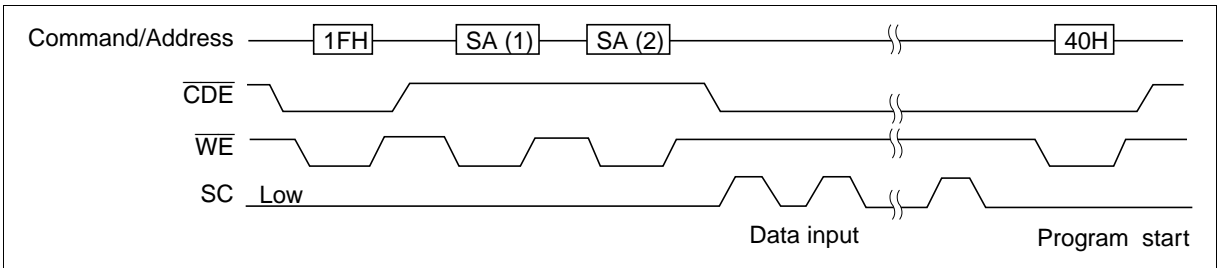 Command/Address 1FH SA (1) SA (2) 40H
CDE
WE
SC Low
Data input Program start